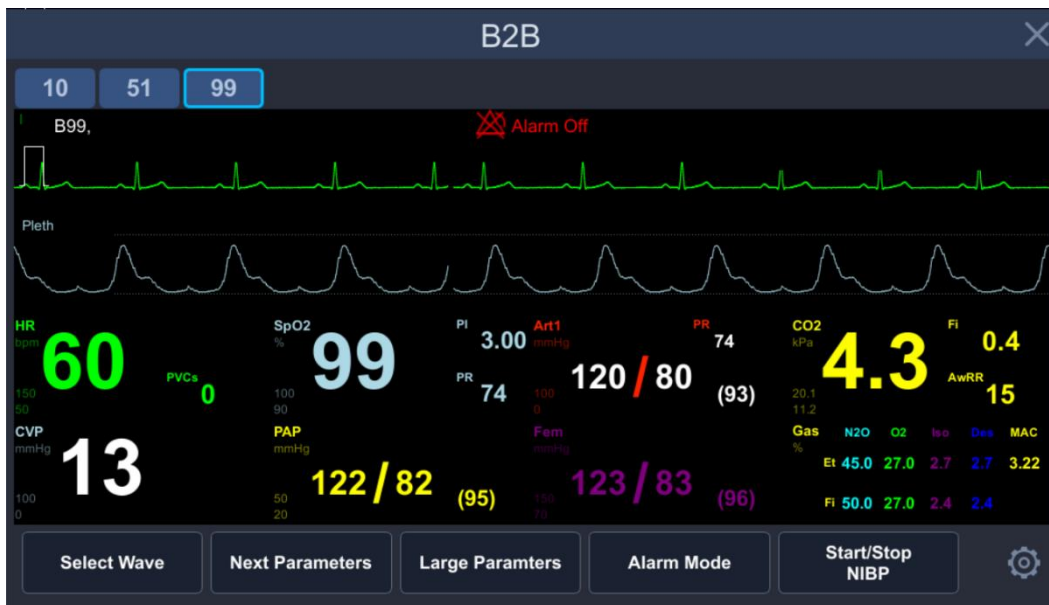 B2B
10 51 99
I
B99,
Alarm Off
Pleth
HR
bpm
60
150
50
PVCs
0
SpO2
%
99
100
90
PI
3.00
PR
74
Art1
mmHg
120/80
(93)
100
0
PR
74
CO2
kPa
4.3
20.1
11.2
Fi
0.4
AwRR
15
CVP
mmHg
13
100
0
PAP
mmHg
122/82
(95)
50
20
Fem
mmHg
123/83
(96)
150
70
Gas N2O O2 Iso Des MAC
%
Et 45.0 27.0 2.7 2.7 3.22
Fi 50.0 27.0 2.4 2.4
Select Wave
Next Parameters
Large Paramters
Alarm Mode
Start/Stop
NIBP